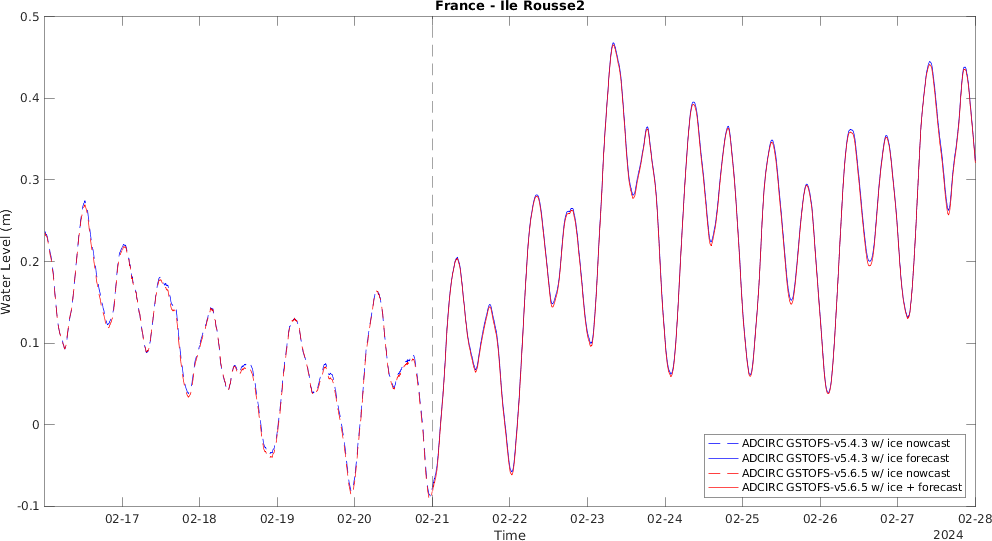 France - Ile Rousse2
0.5
0.4
0.3
0.2
0.1
0
-0.1
Water Level (m)
ADCIRC GSTOFS-v5.4.3 w/ ice nowcast
ADCIRC GSTOFS-v5.4.3 w/ ice forecast
ADCIRC GSTOFS-v5.6.5 w/ ice nowcast
ADCIRC GSTOFS-v5.6.5 w/ ice + forecast
02-17 02-18 02-19 02-20 02-21 02-22 02-23 02-24 02-25 02-26 02-27 02-28
Time
2024